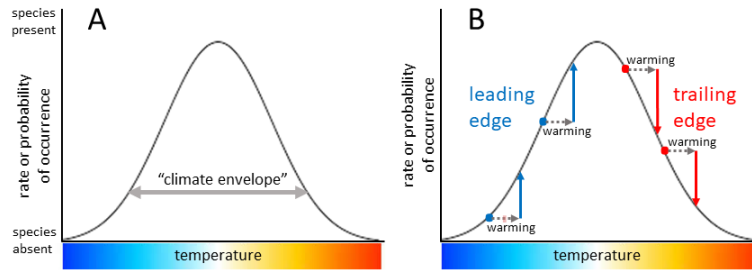 species
present
A
rate or probability
of occurrence
"climate envelope"
species
absent
temperature
B
rate or probability
of occurrence
leading
edge
warming
warming
warming
trailing
edge
warming
temperature